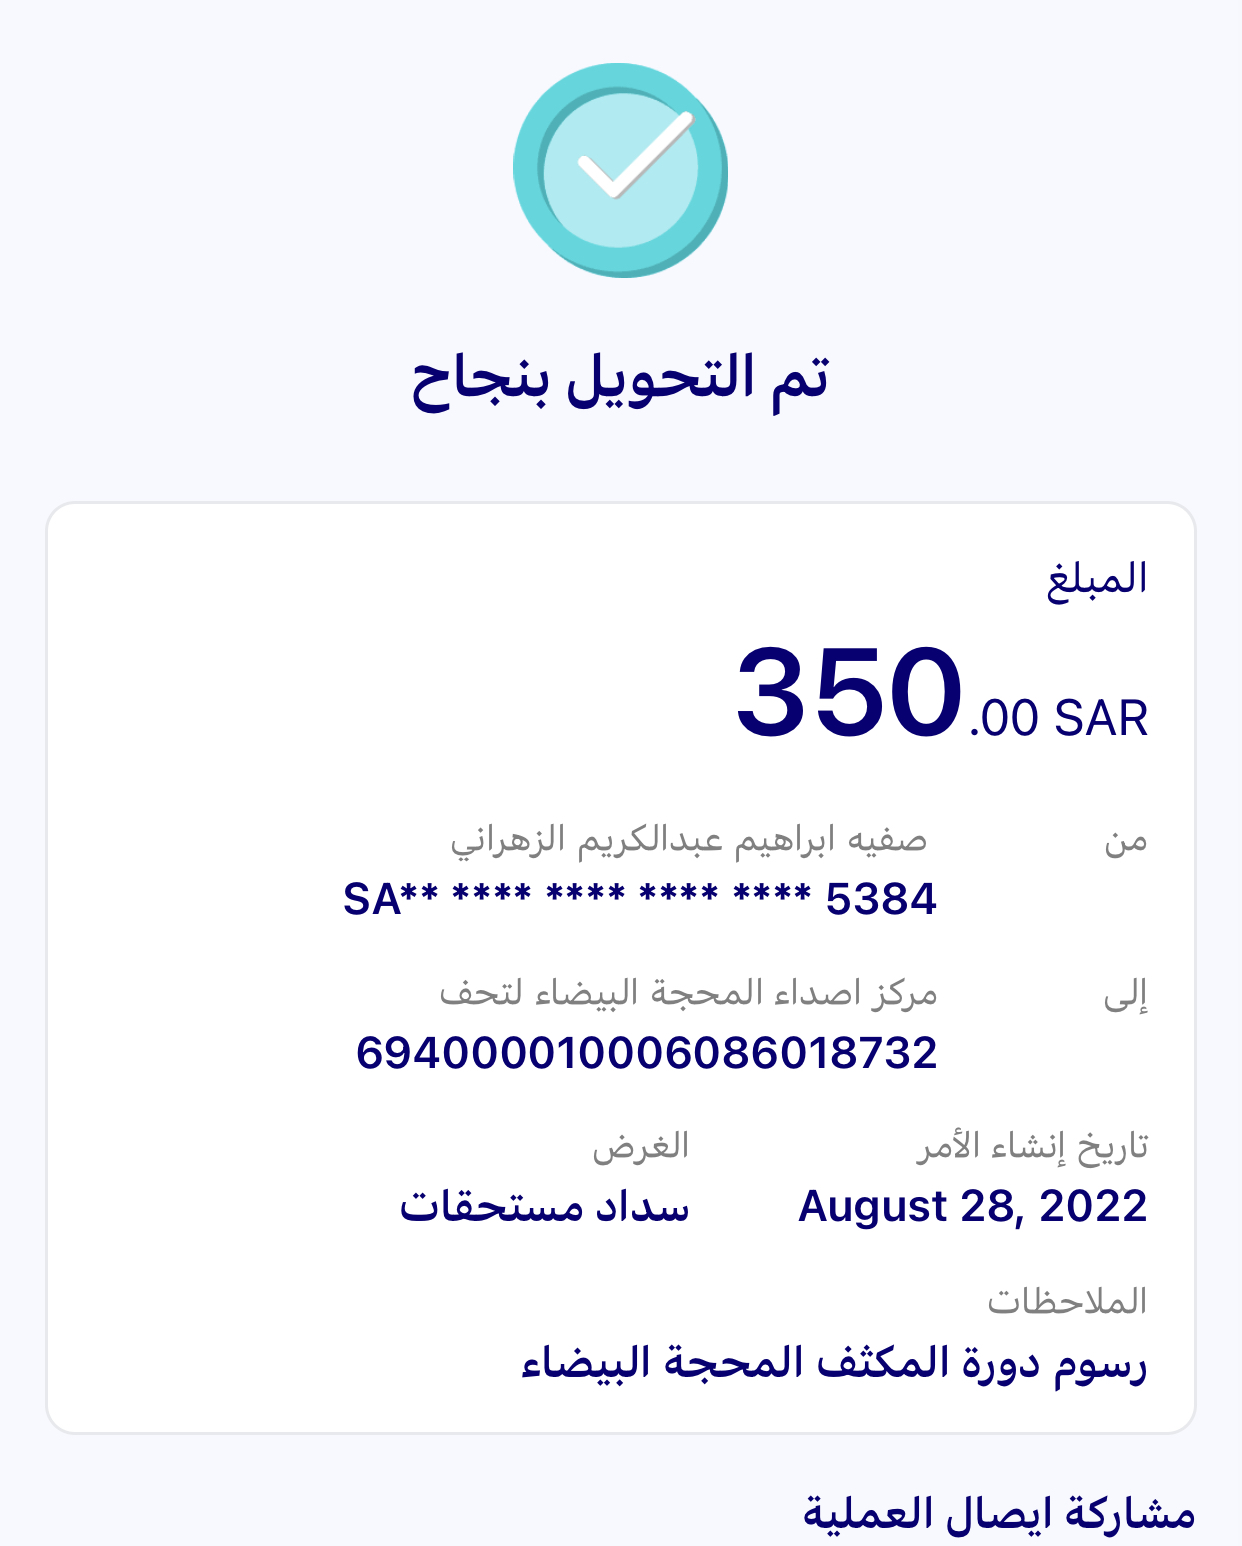 تم التحويل بنجاح
المبلغ
350.00 SAR
من
صفيه ابراهيم عبدالكريم الزهراني
SA** **** **** **** **** 5384
إلى
مركز اصداء المحجة البيضاء لتحف
694000010006086018732
تاريخ إنشاء الأمر
August 28, 2022
الغرض
سداد مستحقات
الملاحظات
رسوم دورة المكثف المحجة البيضاء
مشاركة ايصال العملية